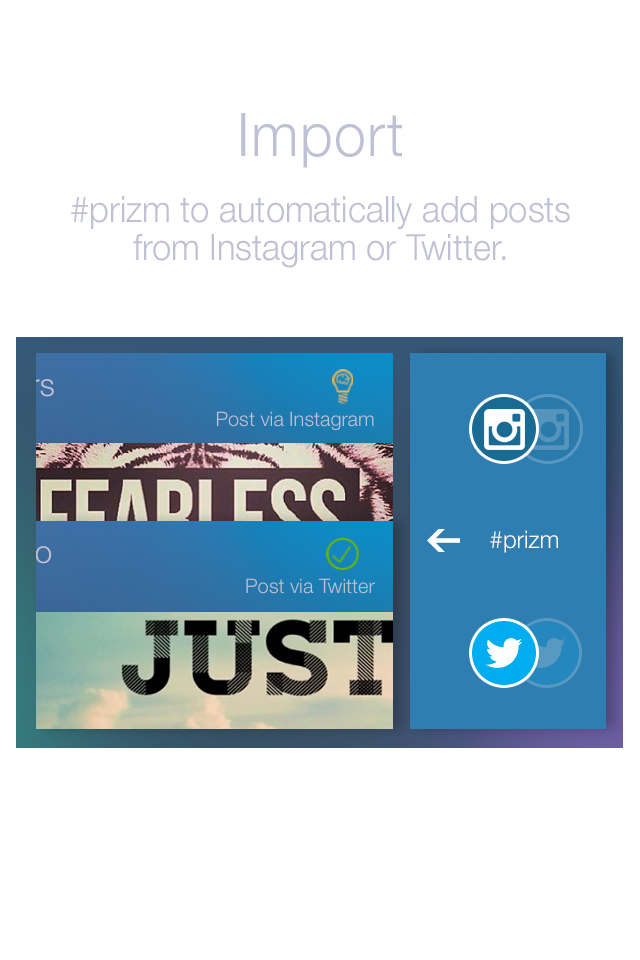 Import
#prizm to automatically add posts
from Instagram or Twitter.
rs
Post via Instagram
FEARLESS
o
Post via Twitter
JUST
#prizm